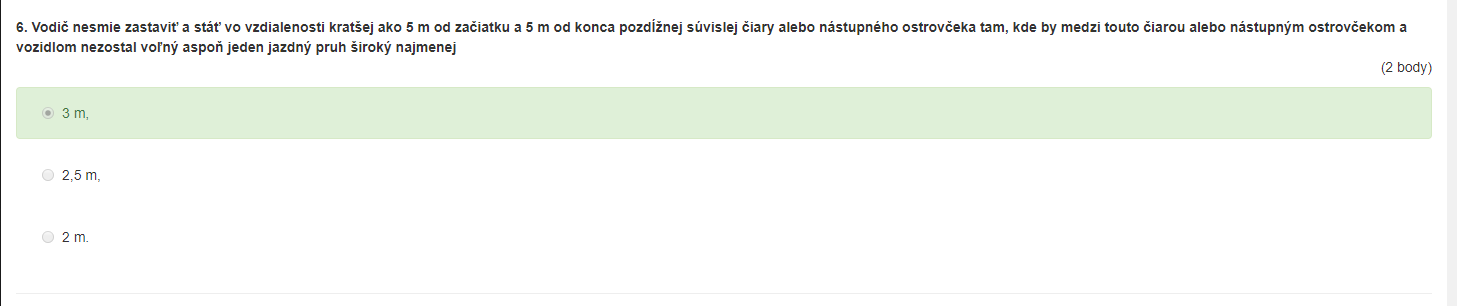 6. Vodič nesmie zastaviť a stáť vo vzdialenosti kratšej ako 5 m od začiatku a 5 m od konca pozdĺžnej súvislej čiary alebo nástupného ostrovčeka tam, kde by medzi touto čiarou alebo nástupným ostrovčekom a
vozidlom nezostal voľný aspoň jeden jazdný pruh široký najmenej
(2 body)
3 m,
2,5 m,
2 m.